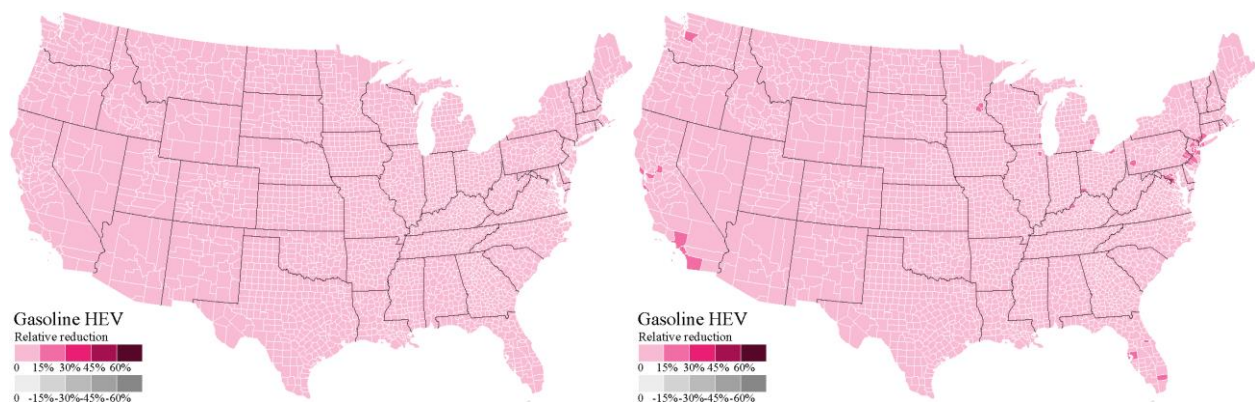 Gasoline HEV
Relative reduction
0 15% 30% 45% 60%
0 -15%-30%-45%-60%
Gasoline HEV
Relative reduction
0 15% 30% 45% 60%
0 -15%-30%-45%-60%